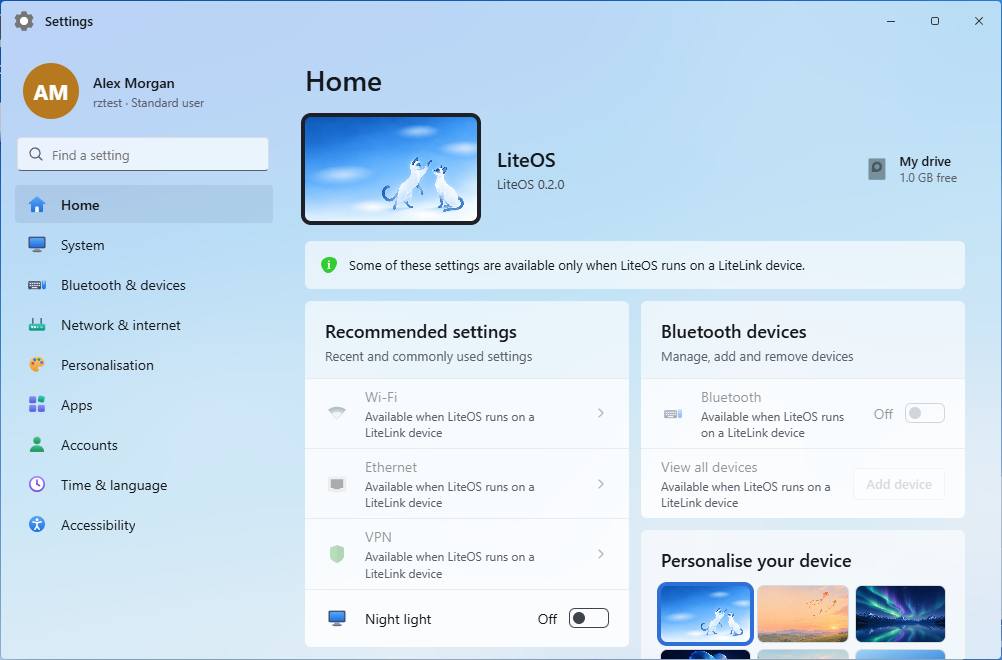 Settings
AM
Alex Morgan
rztest · Standard user
Find a setting
Home
System
Bluetooth & devices
Network & internet
Personalisation
Apps
Accounts
Time & language
Accessibility
Home
LiteOS
LiteOS 0.2.0
My drive
1.0 GB free
Some of these settings are available only when LiteOS runs on a LiteLink device.
Recommended settings
Recent and commonly used settings
Wi-Fi
Available when LiteOS runs on a
LiteLink device
Ethernet
Available when LiteOS runs on a
LiteLink device
VPN
Available when LiteOS runs on a
LiteLink device
Night light
Off
Bluetooth devices
Manage, add and remove devices
Bluetooth
Available when LiteOS runs
on a LiteLink device
Off
View all devices
Available when LiteOS runs on a
LiteLink device
Add device
Personalise your device